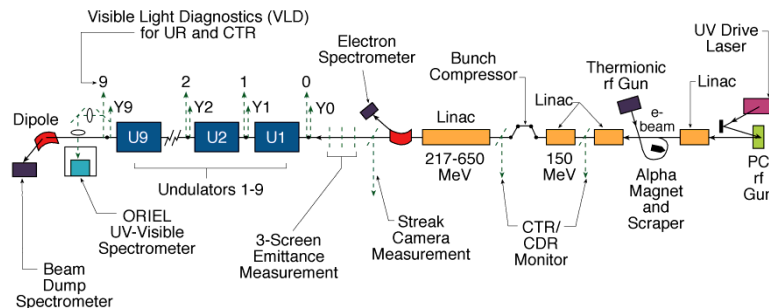 Visible Light Diagnostics (VLD)
for UR and CTR
9
2
1
0
Y9
Y2
Y1
Y0
Dipole
U9
U2
U1
Undulators 1-9
ORIEL
UV-Visible
Spectrometer
Beam
Dump
Spectrometer
3-Screen
Emittance
Measurement
Electron
Spectrometer
Streak
Camera
Measurement
Linac
217-650
MeV
Bunch
Compressor
CTR/
CDR
Monitor
Linac
150
MeV
Thermionic
rf Gun
e-
beam
Alpha
Magnet
and
Scraper
Linac
UV Drive
Laser
PC
rf
Gun